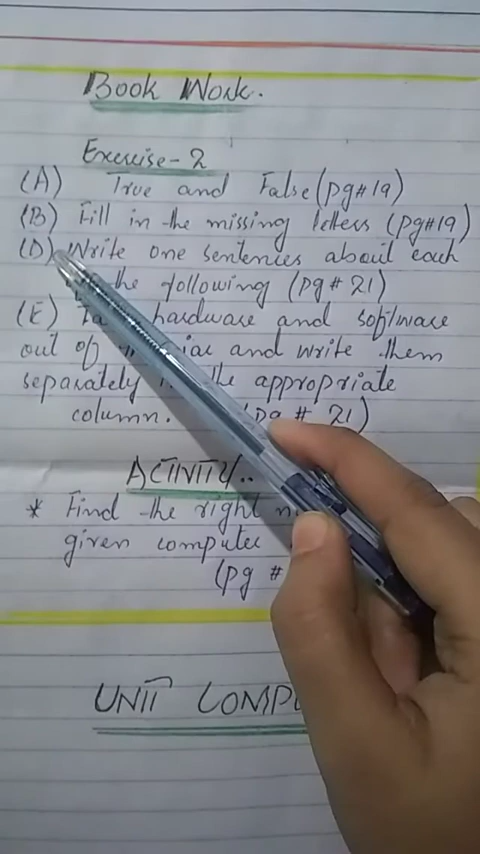 Book Work.
Exercise-2
(A) True and False (pg#19)
(B) Fill in the missing letters (pg#19)
(D) Write one sentences about each
the following (pg # 21)
(E) hardware and software
out of and write them
separately the appropriate
column. (pg # 21)
ACTIVITY..
* Find the right
given computer
(pg #
UNIT